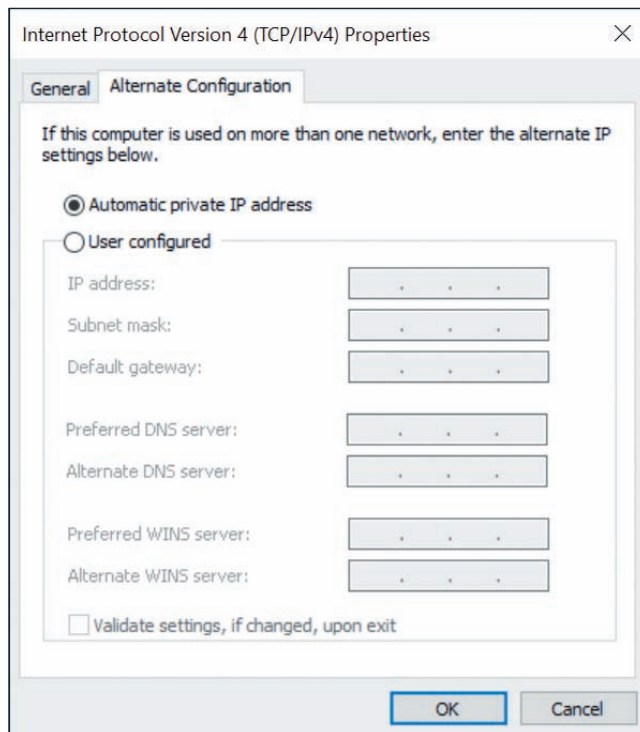 Internet Protocol Version 4 (TCP/IPv4) Properties
General
Alternate Configuration
If this computer is used on more than one network, enter the alternate IP
settings below.
Automatic private IP address
User configured
IP address:
Subnet mask:
Default gateway:
Preferred DNS server:
Alternate DNS server:
Preferred WINS server:
Alternate WINS server:
Validate settings, if changed, upon exit
OK
Cancel